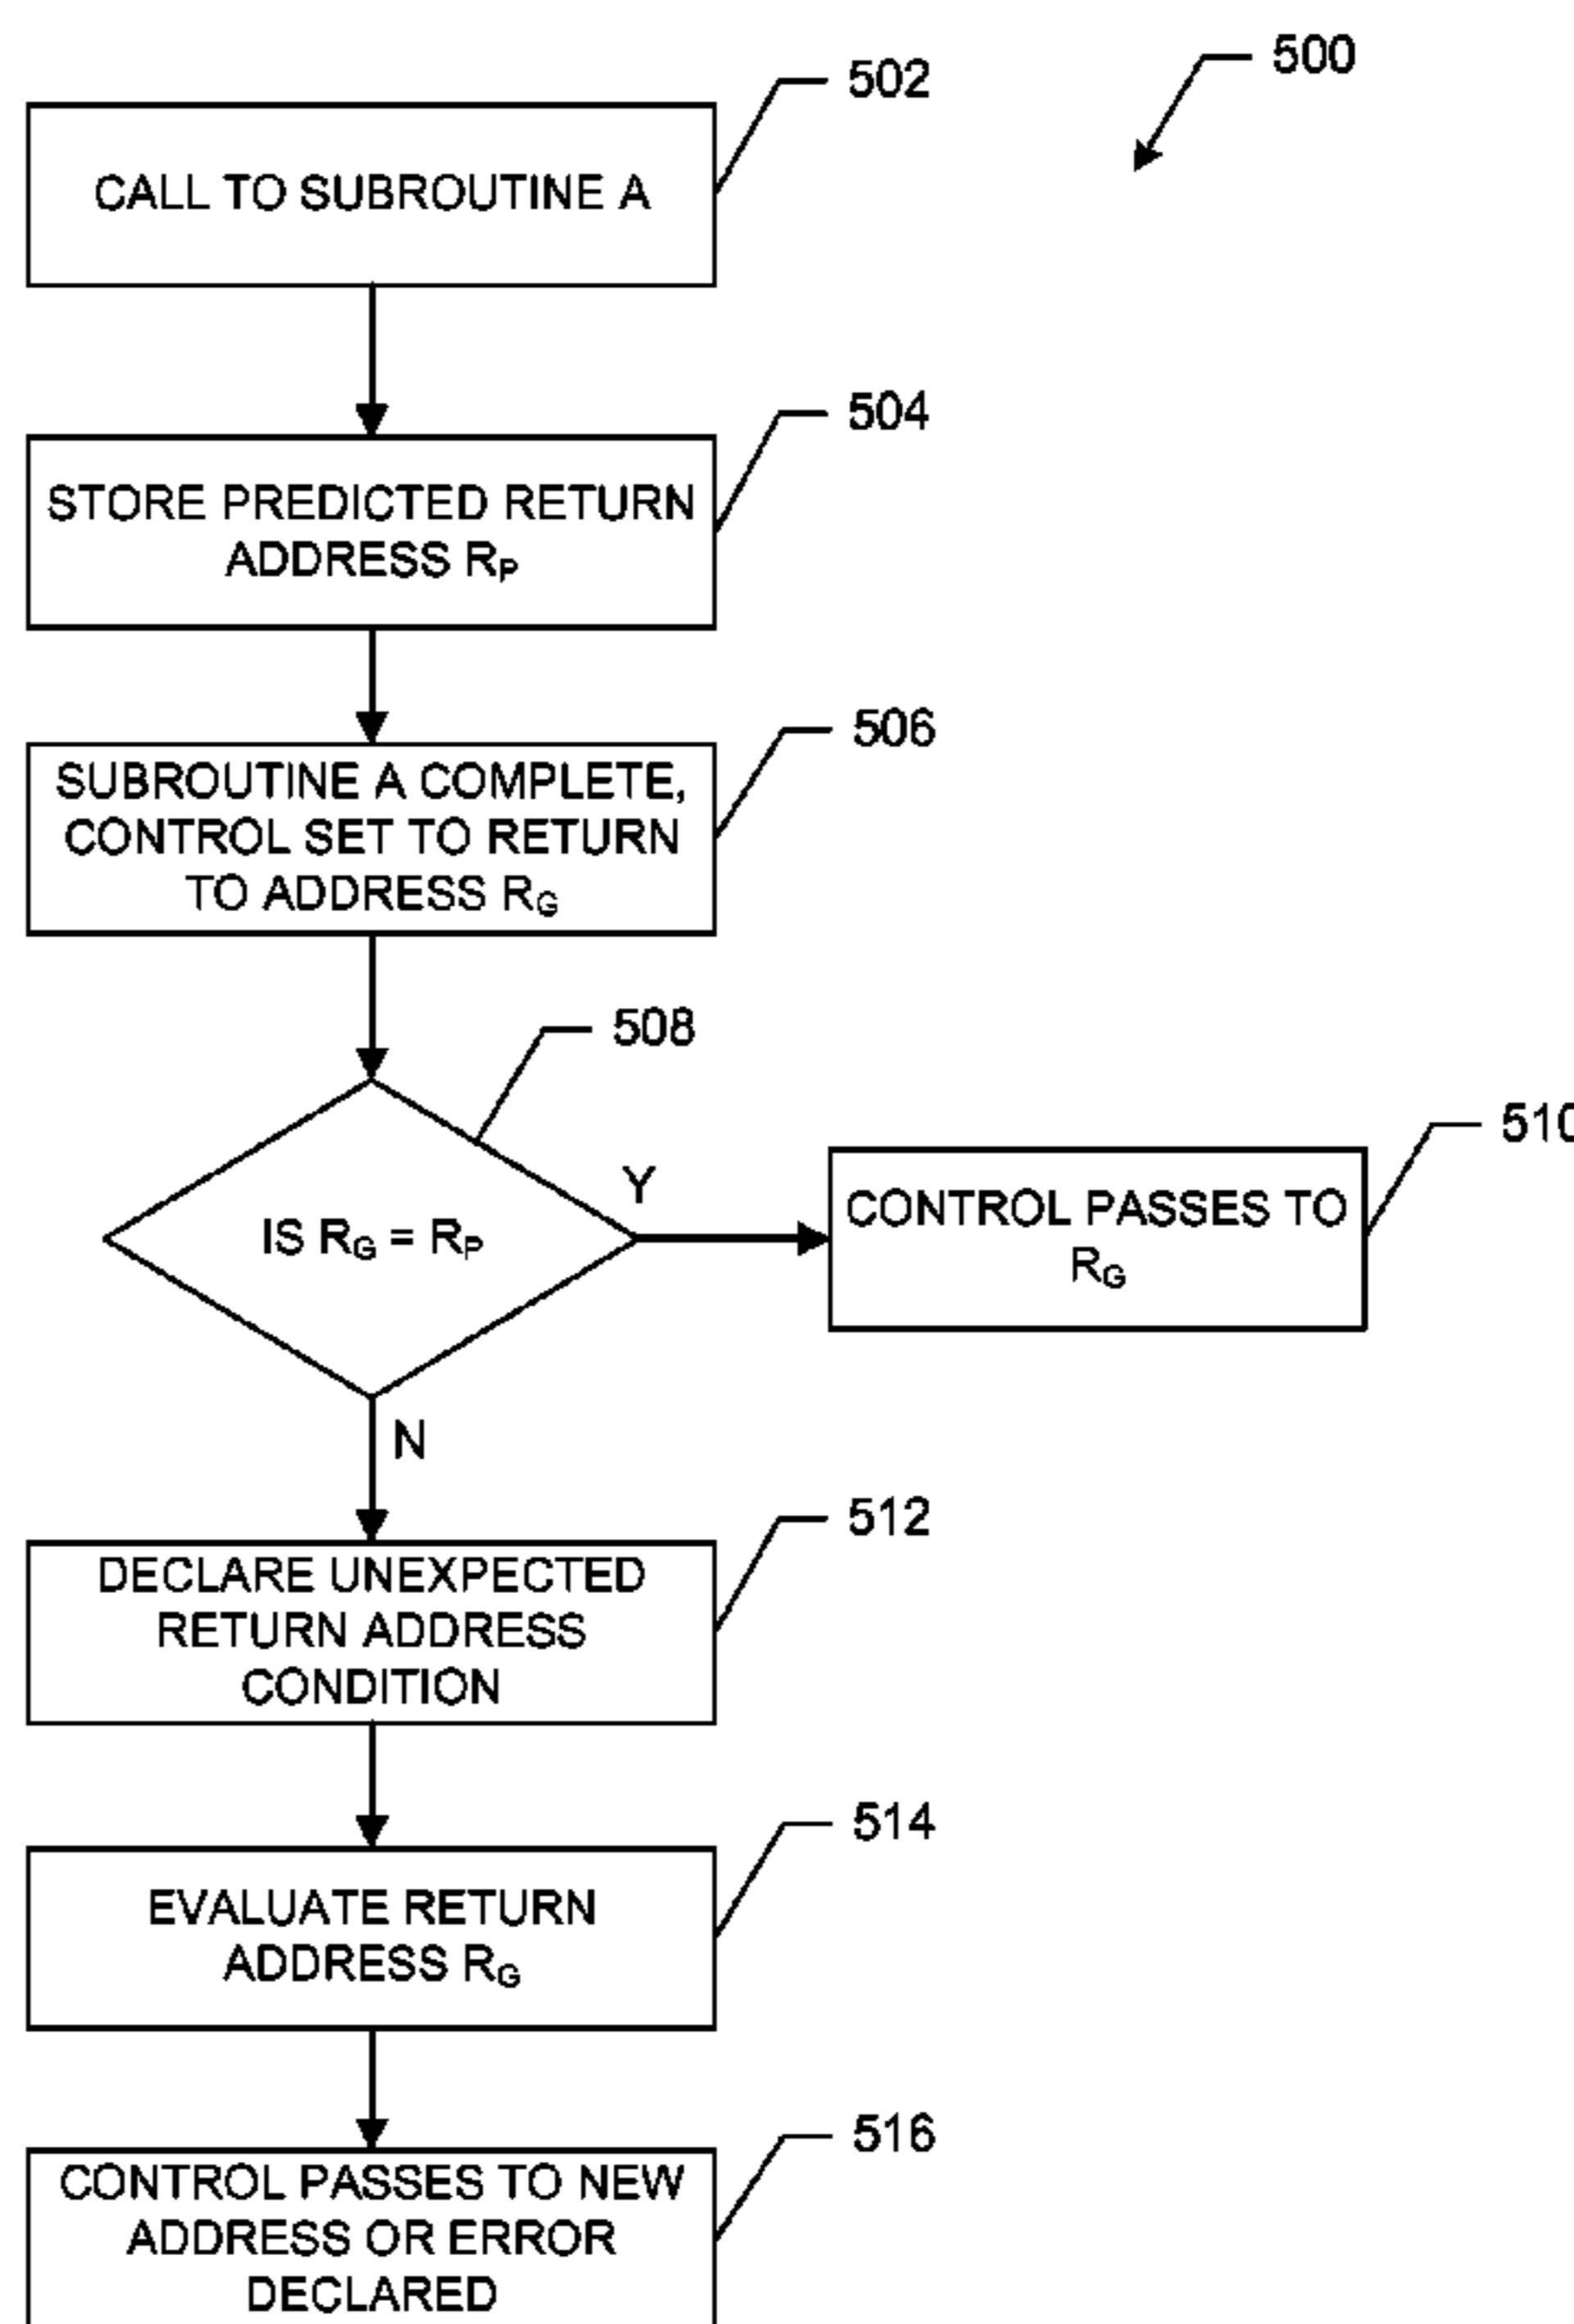 500
502
CALL TO SUBROUTINE A
504
STORE PREDICTED RETURN
ADDRESS RP
506
SUBROUTINE A COMPLETE,
CONTROL SET TO RETURN
TO ADDRESS RG
508
IS RG = RP
Y
510
CONTROL PASSES TO
RG
N
512
DECLARE UNEXPECTED
RETURN ADDRESS
CONDITION
514
EVALUATE RETURN
ADDRESS RG
516
CONTROL PASSES TO NEW
ADDRESS OR ERROR
DECLARED